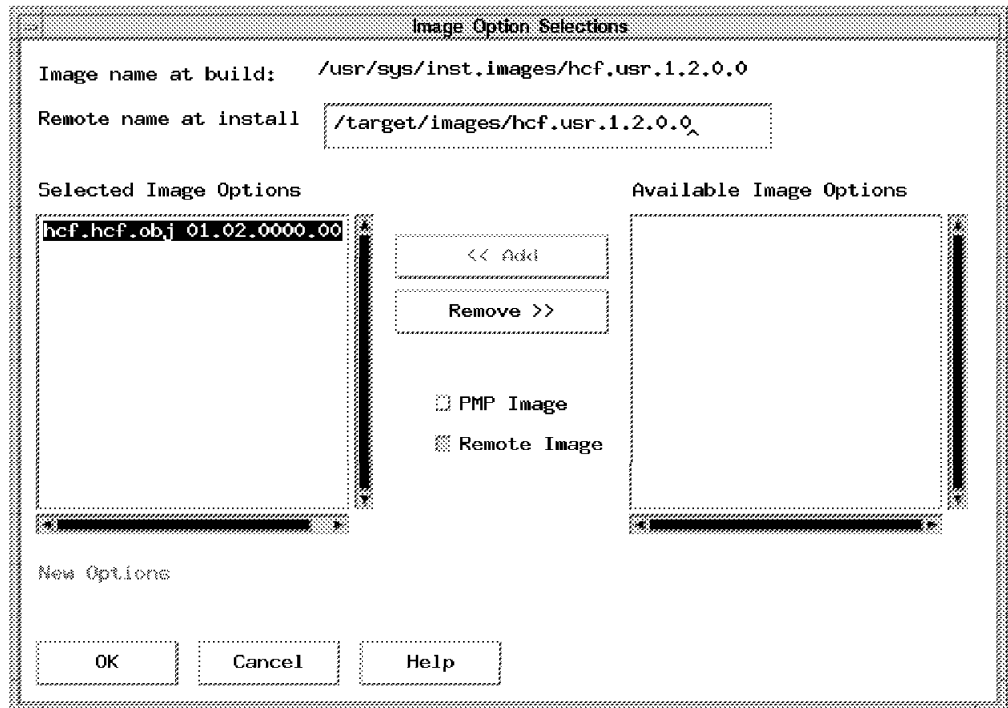 Image Option Selections
Image name at build: /usr/sys/inst.images/hcf.usr.1.2.0.0
Remote name at install /target/images/hcf.usr.1.2.0.0
Selected Image Options
Available Image Options
hcf.hcf.obj 01.02.0000.00
<< Add
Remove >>
PMP Image
Remote Image
New Options
OK
Cancel
Help